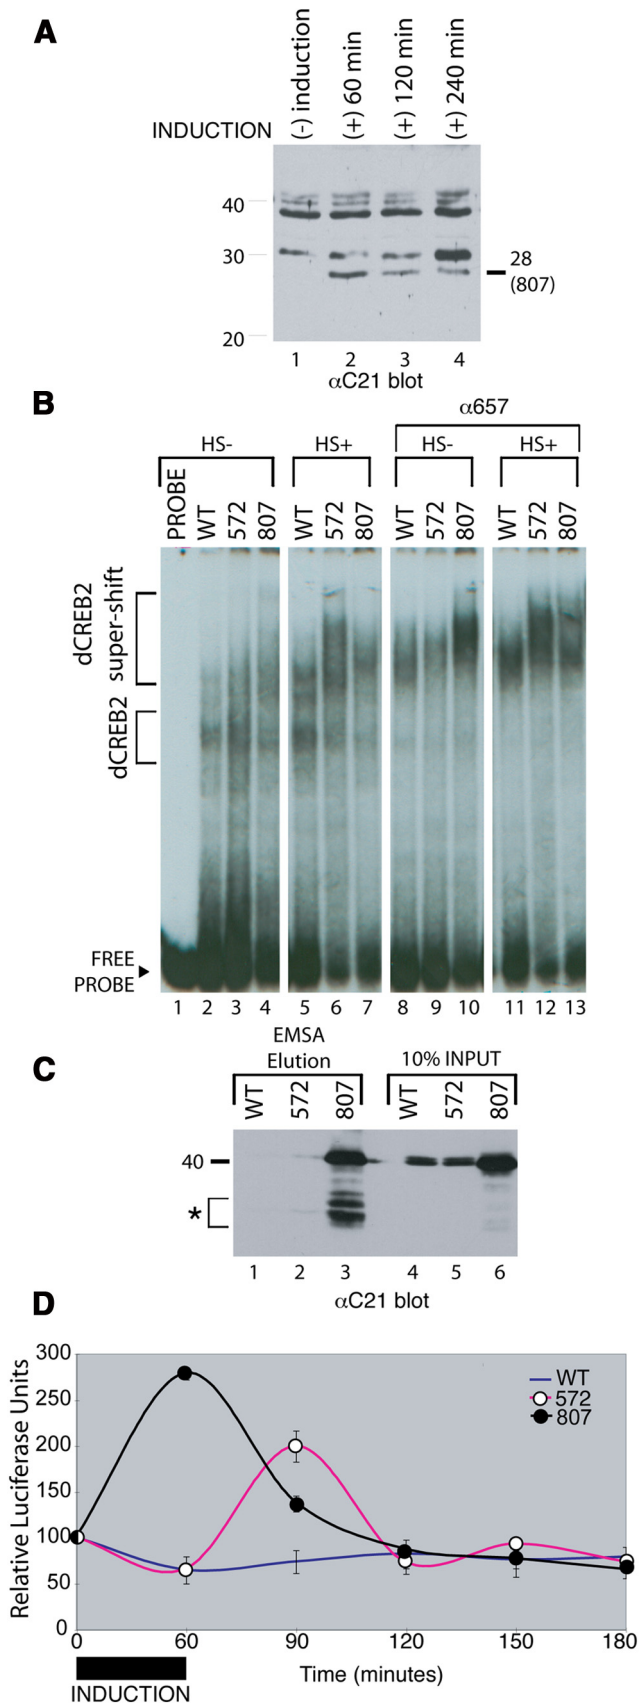 A
INDUCTION
(-) induction
(+) 60 min
(+) 120 min
(+) 240 min
40
30
20
28
(807)
1 2 3 4
αC21 blot
B
α657
HS- HS+ HS- HS+
PROBE WT 572 807 WT 572 807 WT 572 807 WT 572 807
dCREB2
super-shift
dCREB2
FREE
PROBE
1 2 3 4 5 6 7 8 9 10 11 12 13
EMSA
C
Elution 10% INPUT
WT 572 807 WT 572 807
40
*
1 2 3 4 5 6
αC21 blot
D
Relative Luciferase Units
300
250
200
150
100
50
0
WT
572
807
0 60 90 120 150 180
Time (minutes)
INDUCTION